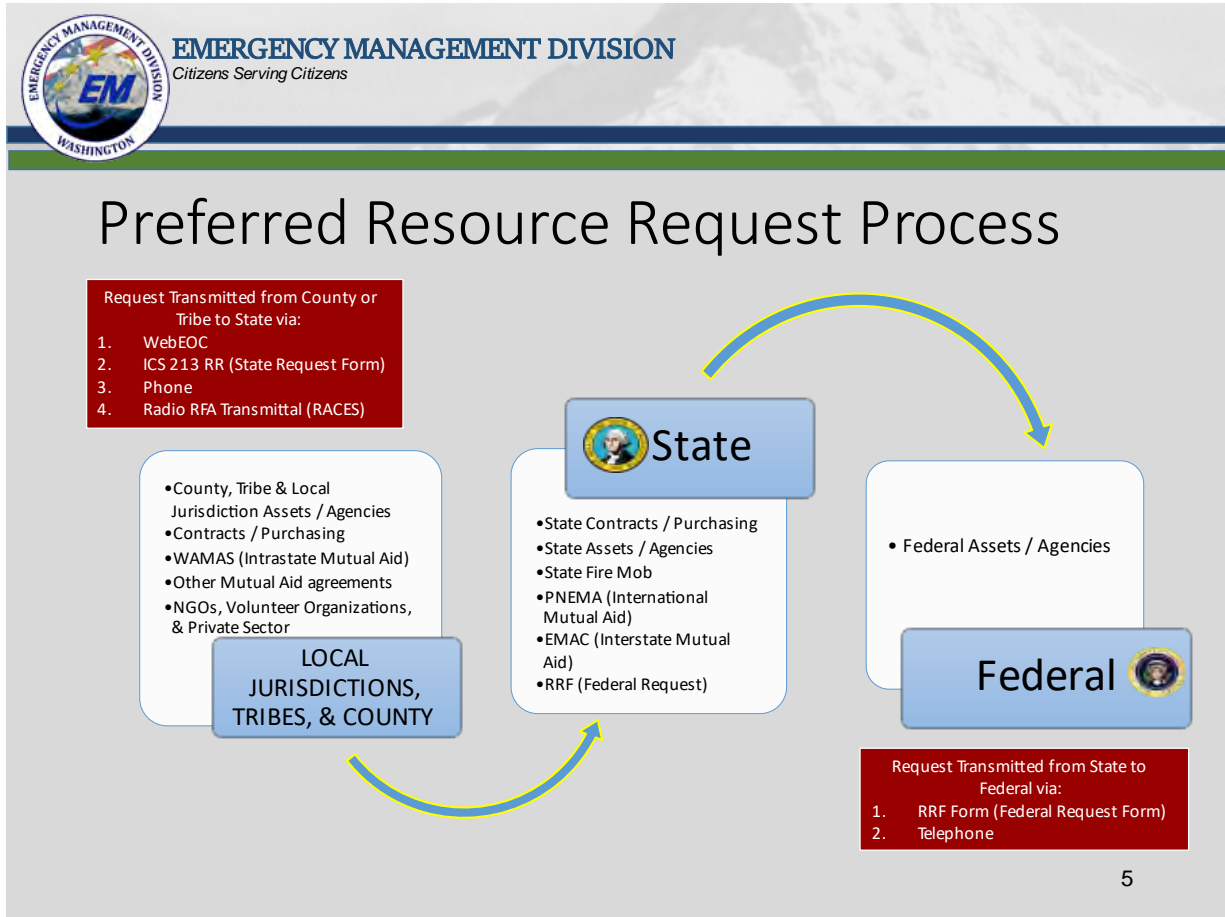 EMERGENCY MANAGEMENT DIVISION
WASHINGTON
EM
EMERGENCY MANAGEMENT DIVISION
Citizens Serving Citizens
Preferred Resource Request Process
Request Transmitted from County or
Tribe to State via:
1. WebEOC
2. ICS 213 RR (State Request Form)
3. Phone
4. Radio RFA Transmittal (RACES)
•County, Tribe & Local
Jurisdiction Assets / Agencies
•Contracts / Purchasing
•WAMAS (Intrastate Mutual Aid)
•Other Mutual Aid agreements
•NGOs, Volunteer Organizations,
& Private Sector
LOCAL
JURISDICTIONS,
TRIBES, & COUNTY
State
•State Contracts / Purchasing
•State Assets / Agencies
•State Fire Mob
•PNEMA (International
Mutual Aid)
•EMAC (Interstate Mutual
Aid)
•RRF (Federal Request)
• Federal Assets / Agencies
Federal
Request Transmitted from State to
Federal via:
1. RRF Form (Federal Request Form)
2. Telephone
5